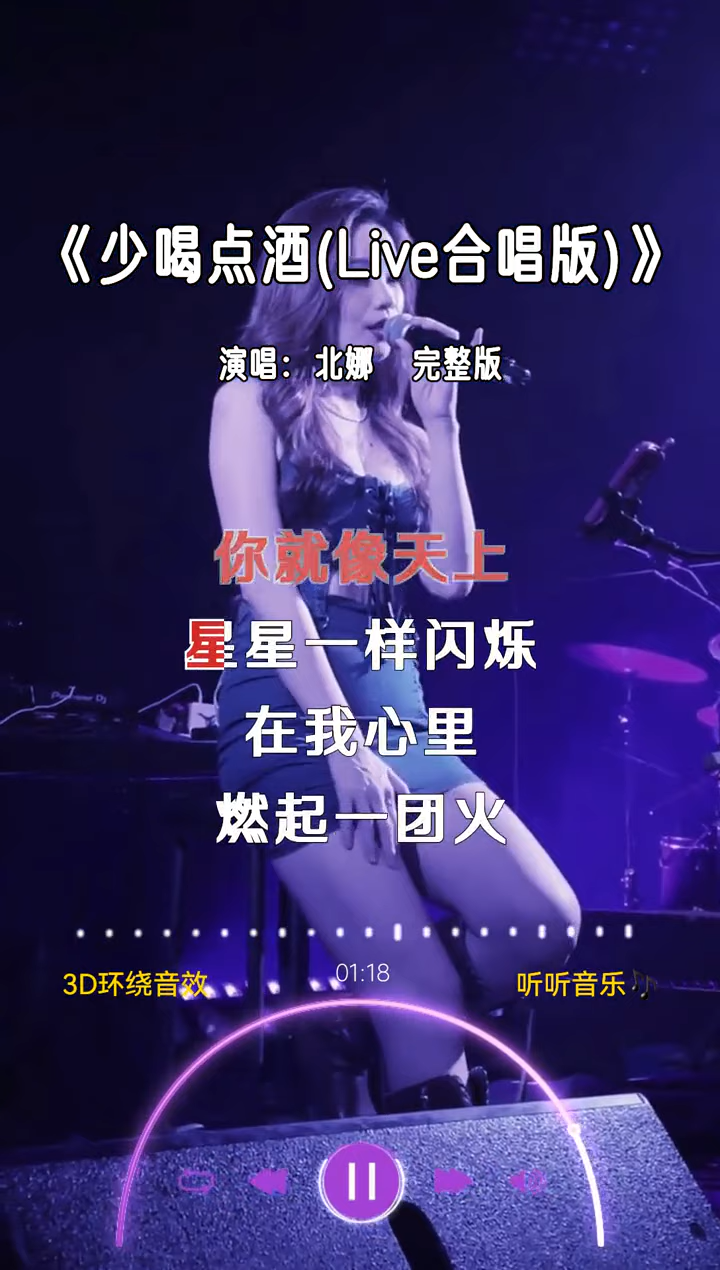 《少喝点酒(Live合唱版)》
演唱： 北娜 完整版
你就像天上
星星一样闪烁
在我心里
燃起一团火
01:18
3D环绕音效
听听音乐🎶
Pioneer Dj